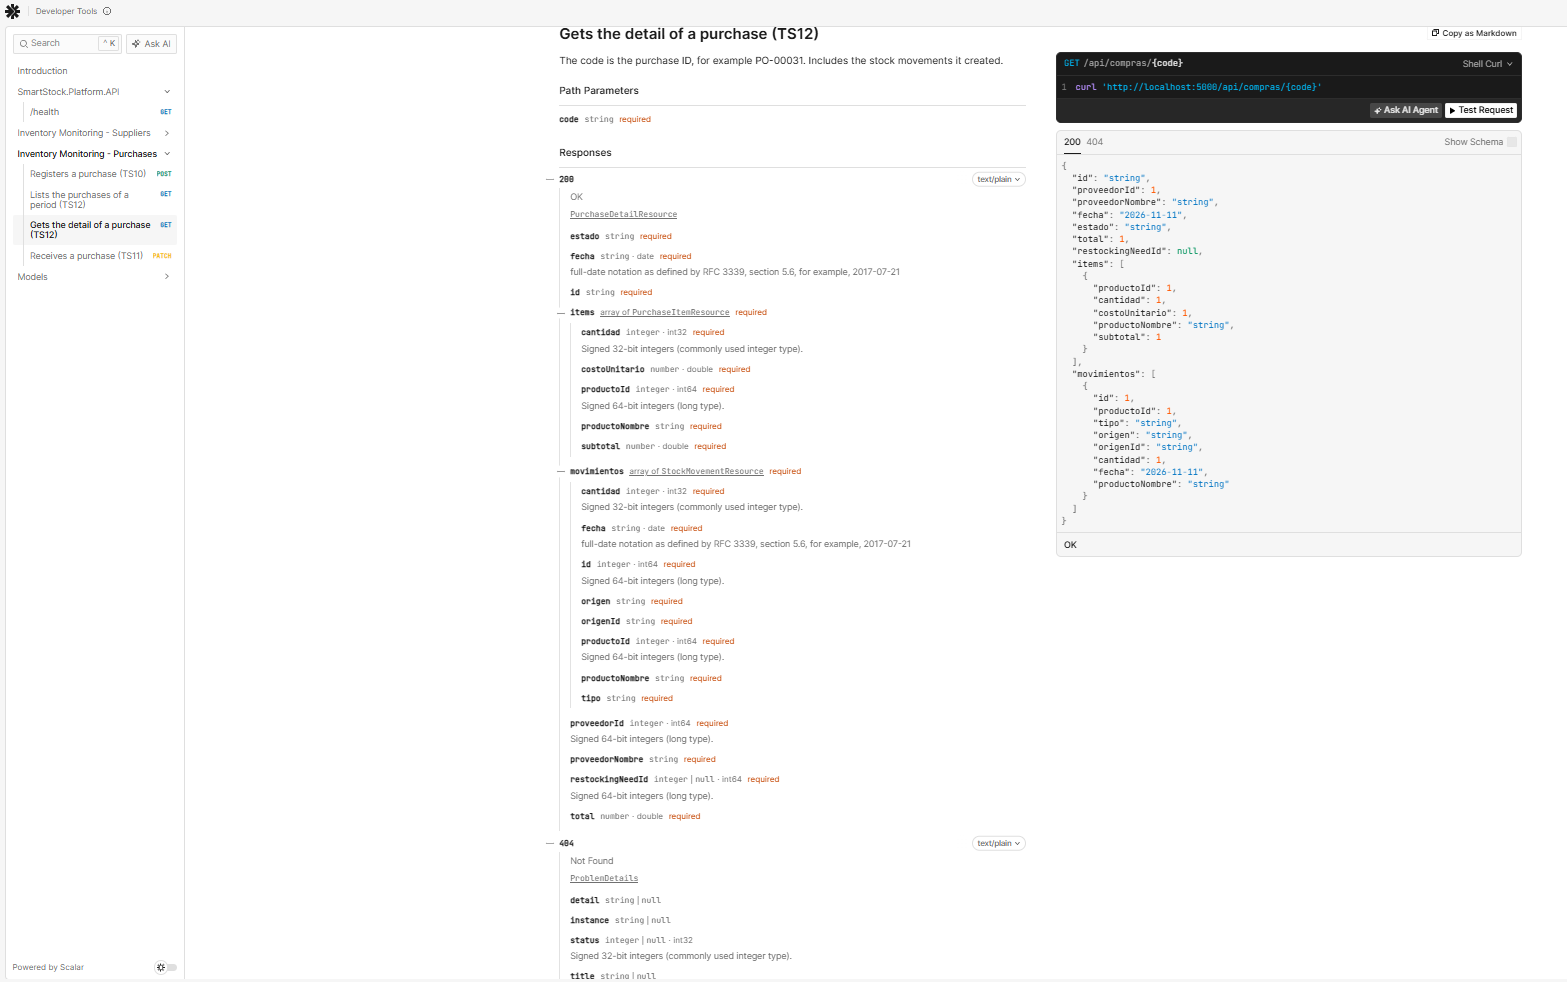 Developer Tools
Search
^ K
Ask AI
Introduction
SmartStock.Platform.API
/health GET
Inventory Monitoring - Suppliers
Inventory Monitoring - Purchases
Registers a purchase (TS10) POST
Lists the purchases of a GET
period (TS12)
Gets the detail of a purchase GET
(TS12)
Receives a purchase (TS11) PATCH
Models
Powered by Scalar
Gets the detail of a purchase (TS12)
The code is the purchase ID, for example PO-00031. Includes the stock movements it created.
Path Parameters
code string required
Responses
200 text/plain
OK
PurchaseDetailResource
estado string required
fecha string · date required
full-date notation as defined by RFC 3339, section 5.6, for example, 2017-07-21
id string required
items array of PurchaseItemResource required
cantidad integer · int32 required
Signed 32-bit integers (commonly used integer type).
costoUnitario number · double required
productoId integer · int64 required
Signed 64-bit integers (long type).
productoNombre string required
subtotal number · double required
movimientos array of StockMovementResource required
cantidad integer · int32 required
Signed 32-bit integers (commonly used integer type).
fecha string · date required
full-date notation as defined by RFC 3339, section 5.6, for example, 2017-07-21
id integer · int64 required
Signed 64-bit integers (long type).
origen string required
origenId string required
productoId integer · int64 required
Signed 64-bit integers (long type).
productoNombre string required
tipo string required
proveedorId integer · int64 required
Signed 64-bit integers (long type).
proveedorNombre string required
restockingNeedId integer | null · int64 required
Signed 64-bit integers (long type).
total number · double required
404 text/plain
Not Found
ProblemDetails
detail string | null
instance string | null
status integer | null · int32
Signed 32-bit integers (commonly used integer type).
title string | null
Copy as Markdown
GET /api/compras/{code} Shell Curl
1 curl 'http://localhost:5000/api/compras/{code}'
Ask AI Agent
Test Request
200 404 Show Schema
{
"id": "string",
"proveedorId": 1,
"proveedorNombre": "string",
"fecha": "2026-11-11",
"estado": "string",
"total": 1,
"restockingNeedId": null,
"items": [
{
"productoId": 1,
"cantidad": 1,
"costoUnitario": 1,
"productoNombre": "string",
"subtotal": 1
}
],
"movimientos": [
{
"id": 1,
"productoId": 1,
"tipo": "string",
"origen": "string",
"origenId": "string",
"cantidad": 1,
"fecha": "2026-11-11",
"productoNombre": "string"
}
]
}
OK